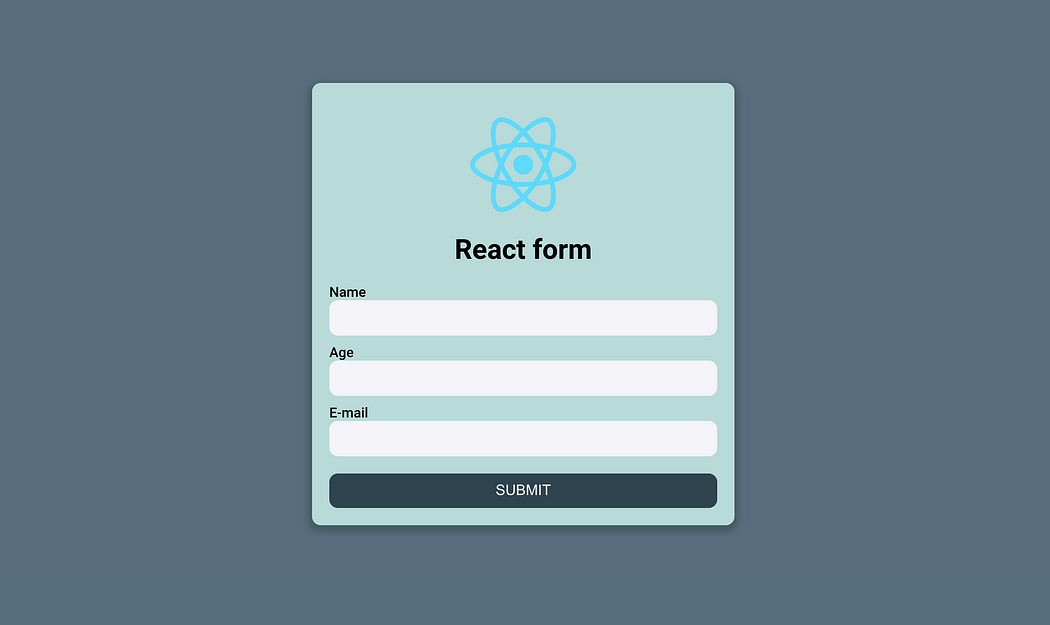 React form
Name
Age
E-mail
SUBMIT